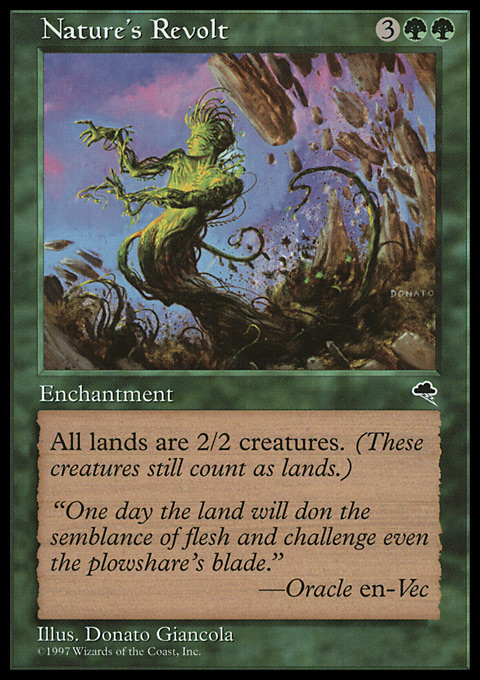 Nature's Revolt 3
DONATO
Enchantment
All lands are 2/2 creatures. (These
creatures still count as lands.)
“One day the land will don the
semblance of flesh and challenge even
the plowshare's blade.”
—Oracle en-Vec
Illus. Donato Giancola
©1997 Wizards of the Coast, Inc.